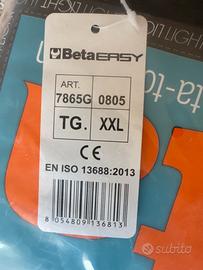 BetaEASY
ART.
7865G 0805
TG. XXL
CE
EN ISO 13688:2013
8 054809 136813
subito